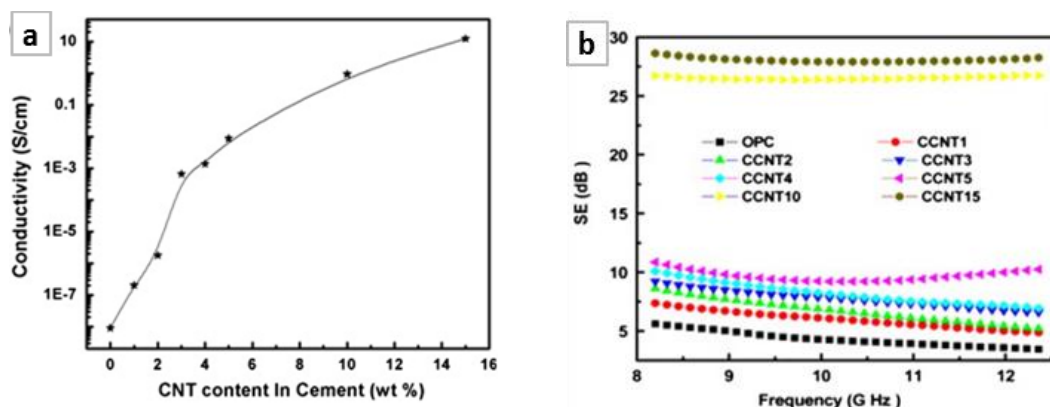 a
Conductivity (S/cm)
10
0.1
1E-3
1E-5
1E-7
0 2 4 6 8 10 12 14 16
CNT content In Cement (wt %)
b
SE (dB)
30
25
20
15
10
5
OPC CCNT1
CCNT2 CCNT3
CCNT4 CCNT5
CCNT10 CCNT15
8 9 10 11 12
Frequency (G Hz)